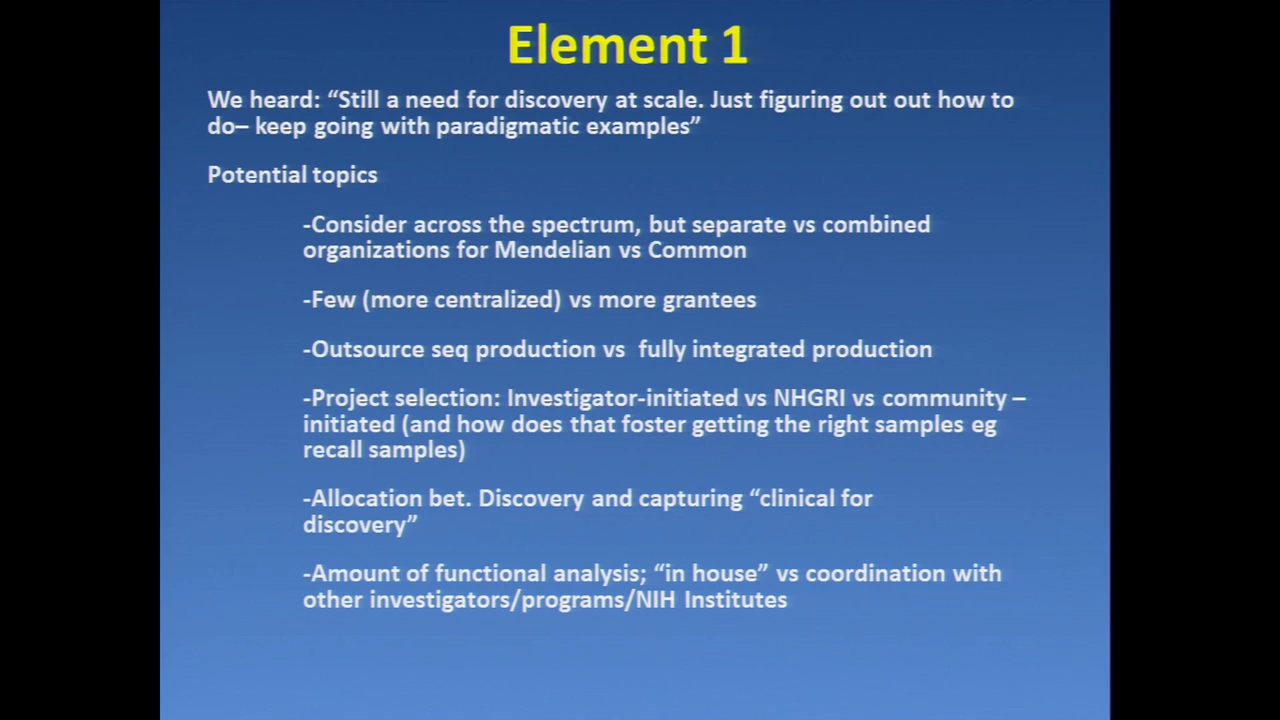 Element 1
We heard: “Still a need for discovery at scale. Just figuring out out how to
do– keep going with paradigmatic examples”
Potential topics
-Consider across the spectrum, but separate vs combined
organizations for Mendelian vs Common
-Few (more centralized) vs more grantees
-Outsource seq production vs  fully integrated production
-Project selection: Investigator-initiated vs NHGRI vs community –
initiated (and how does that foster getting the right samples eg
recall samples)
-Allocation bet. Discovery and capturing “clinical for
discovery”
-Amount of functional analysis; “in house” vs coordination with
other investigators/programs/NIH Institutes